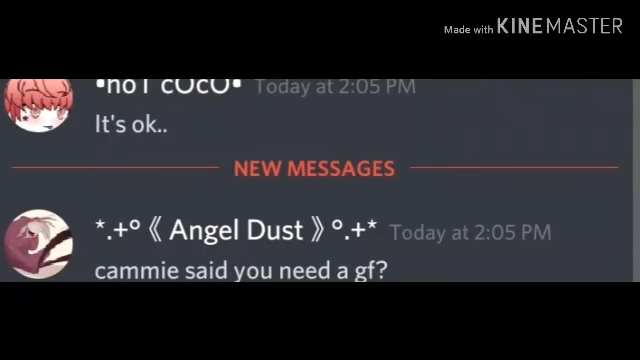 Made with KINEMASTER
•noT cOcO• Today at 2:05 PM
It's ok..
NEW MESSAGES
*.+°《 Angel Dust 》°.+* Today at 2:05 PM
cammie said you need a gf?